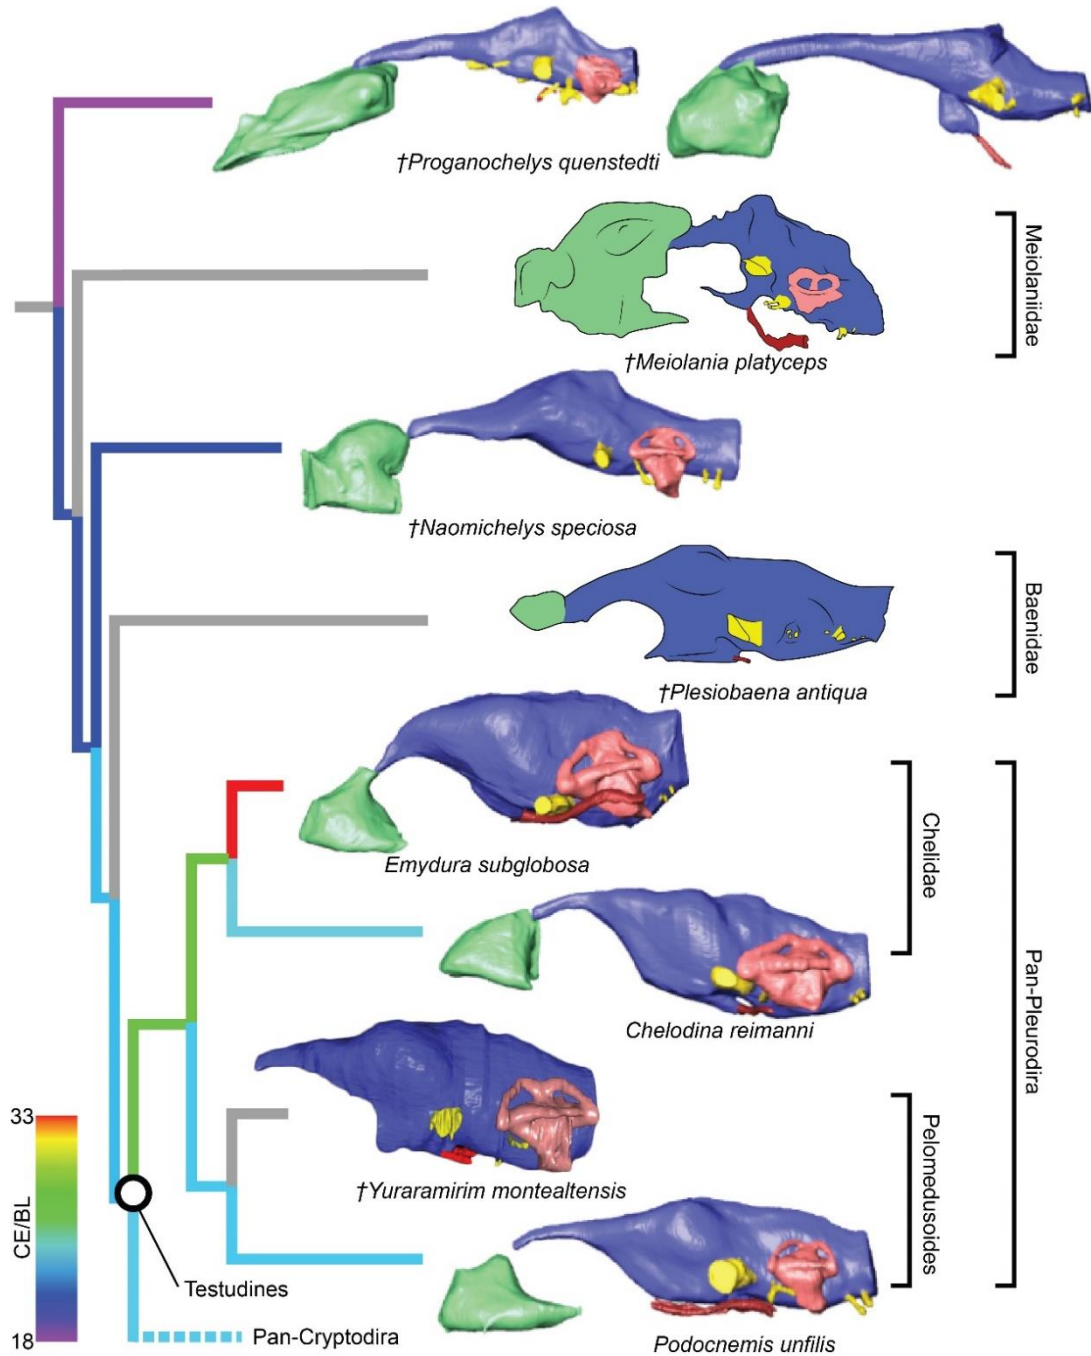 †Proganochelys quenstedti
Meiolaniidae
†Meiolania platyceps
†Naomichelys speciosa
Baenidae
†Plesiobaena antiqua
Emydura subglobosa
Chelidae
Chelodina reimanni
Pan-Pleurodira
†Yuraramirim montealtensis
Pelomedusoides
33
CE/BL
18
Testudines
Pan-Cryptodira
Podocnemis unfilis